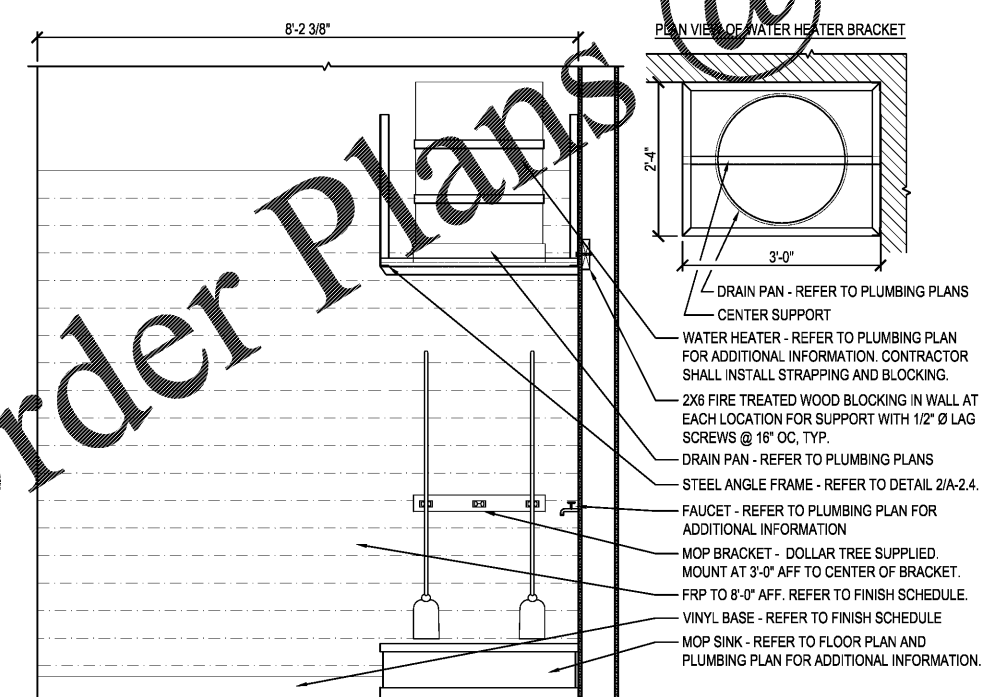 8'-2 3/8"
PLAN VIEW OF WATER HEATER BRACKET
2'-4"
3'-0"
DRAIN PAN - REFER TO PLUMBING PLANS
CENTER SUPPORT
WATER HEATER - REFER TO PLUMBING PLAN
FOR ADDITIONAL INFORMATION. CONTRACTOR
SHALL INSTALL STRAPPING AND BLOCKING.
2X6 FIRE TREATED WOOD BLOCKING IN WALL AT
EACH LOCATION FOR SUPPORT WITH 1/2" Ø LAG
SCREWS @ 16" OC, TYP.
DRAIN PAN - REFER TO PLUMBING PLANS
STEEL ANGLE FRAME - REFER TO DETAIL 2/A-2.4.
FAUCET - REFER TO PLUMBING PLAN FOR
ADDITIONAL INFORMATION
MOP BRACKET - DOLLAR TREE SUPPLIED.
MOUNT AT 3'-0" AFF TO CENTER OF BRACKET.
FRP TO 8'-0" AFF. REFER TO FINISH SCHEDULE.
VINYL BASE - REFER TO FINISH SCHEDULE
MOP SINK - REFER TO FLOOR PLAN AND
PLUMBING PLAN FOR ADDITIONAL INFORMATION.
rder Plans @